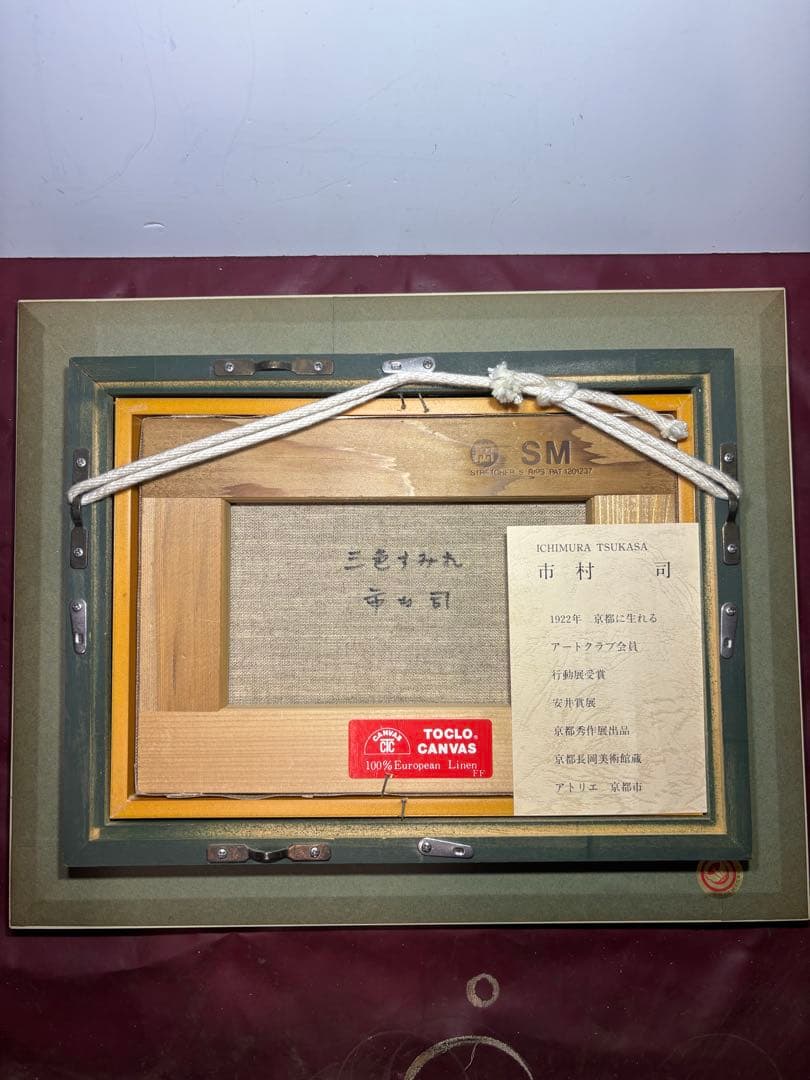 SM
STRETCHER STRIPS PAT.1201237
三色すみれ
市村司
ICHIMURA TSUKASA
市村 司
1922年 京都に生れる
アートクラブ会員
行動展受賞
安井賞展
京都秀作展出品
京都長岡美術館蔵
アトリエ 京都市
CANVAS
CTC
TOCLO®
CANVAS
100% European Linen
FF